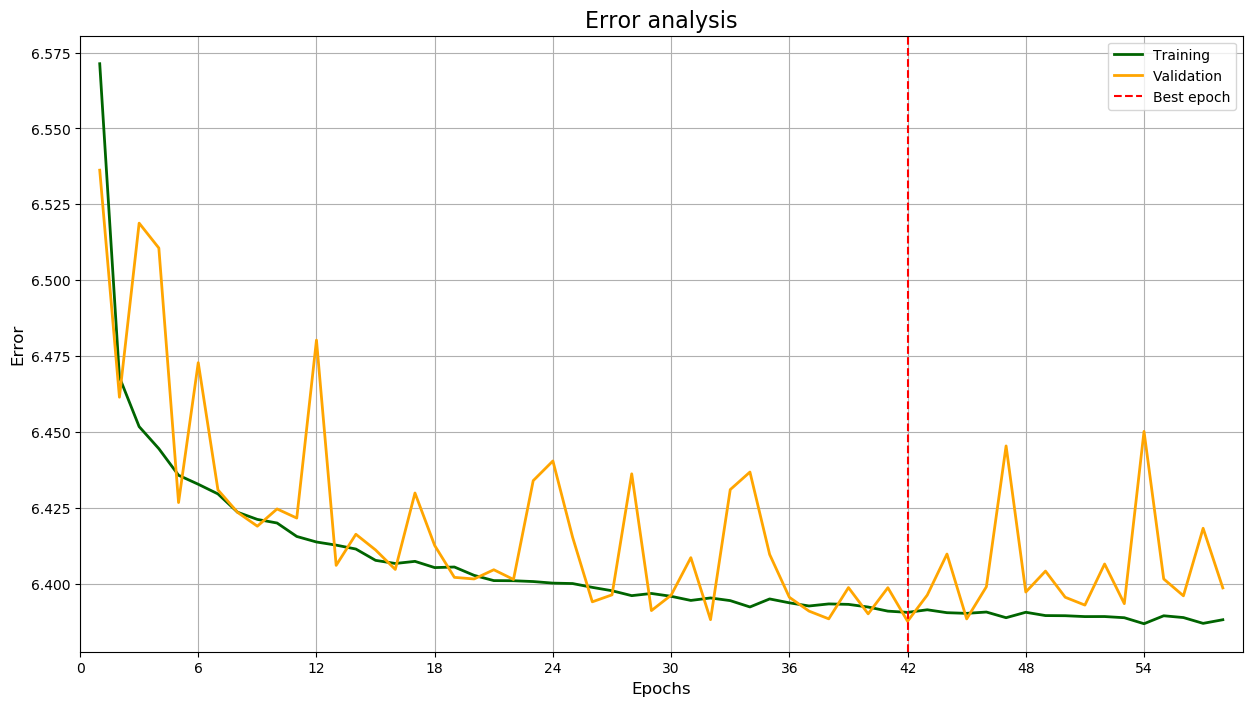 Error analysis
6.575
6.550
6.525
6.500
6.475
6.450
6.425
6.400
Error
Training
Validation
Best epoch
0 6 12 18 24 30 36 42 48 54
Epochs